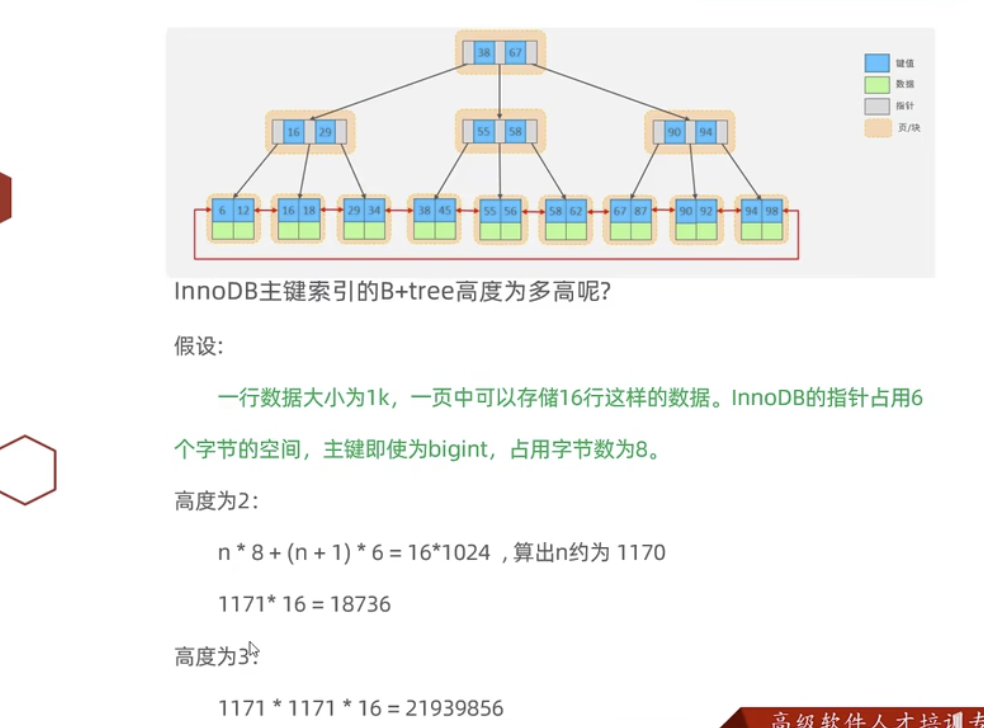 38 67
键值
数据
指针
页/块
16 29
55 58
90 94
6 12 16 18 29 34 38 45 55 56 58 62 67 87 90 92 94 98
InnoDB主键索引的B+tree高度为多高呢?
假设:
一行数据大小为1k，一页中可以存储16行这样的数据。InnoDB的指针占用6
个字节的空间，主键即使为bigint，占用字节数为8。
高度为2：
n * 8 + (n + 1) * 6 = 16*1024 , 算出n约为 1170
1171* 16 = 18736
高度为3：
1171 * 1171 * 16 = 21939856
高级软件人才培训